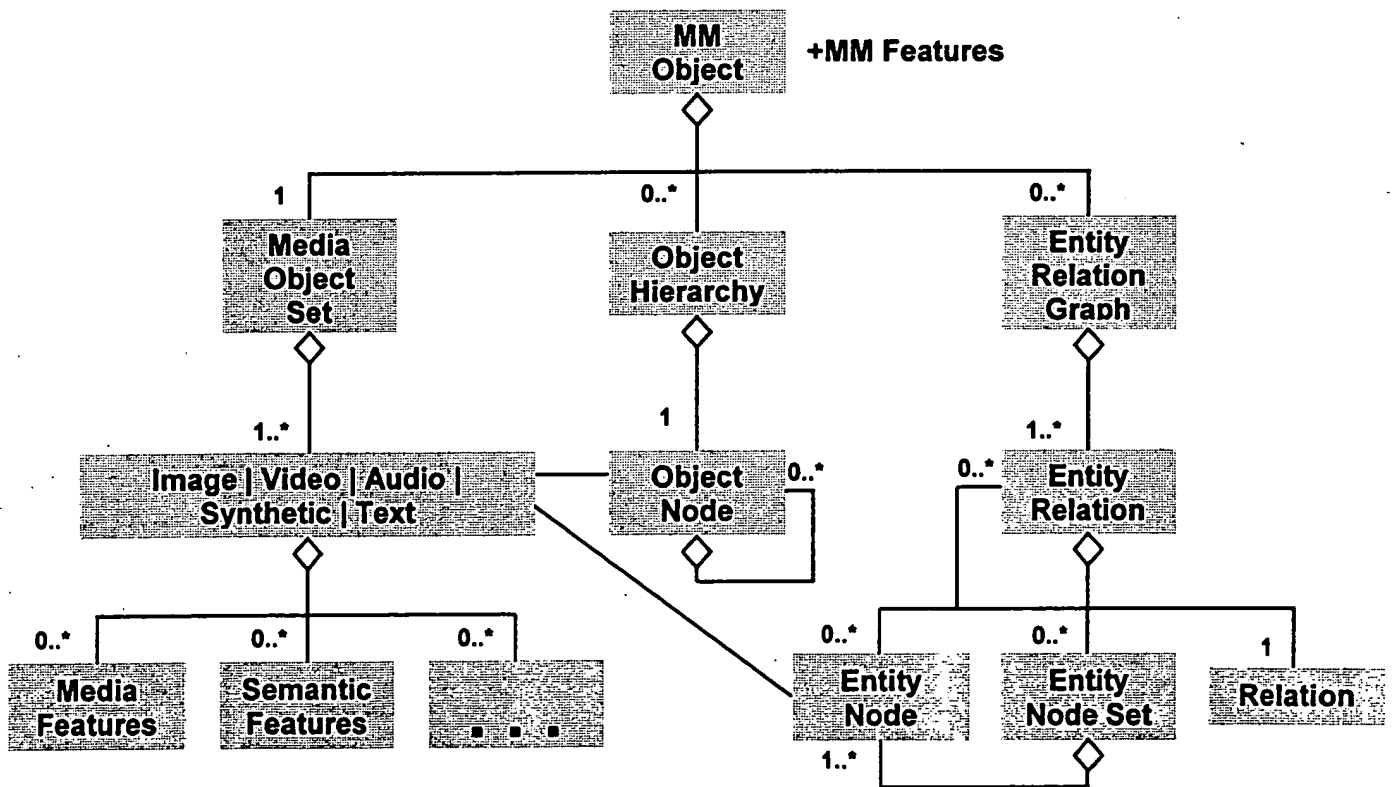 MM
Object
+MM Features
1
0..*
0..*
Media
Object
Set
Object
Hierarchy
Entity
Relation
Graph
1..*
1
1..*
Image | Video | Audio |
Synthetic | Text
Object
Node
0..*
0..*
Entity
Relation
0..*
0..*
0..*
0..*
0..*
1
Media
Features
Semantic
Features
. . .
Entity
Node
Entity
Node Set
Relation
1..*